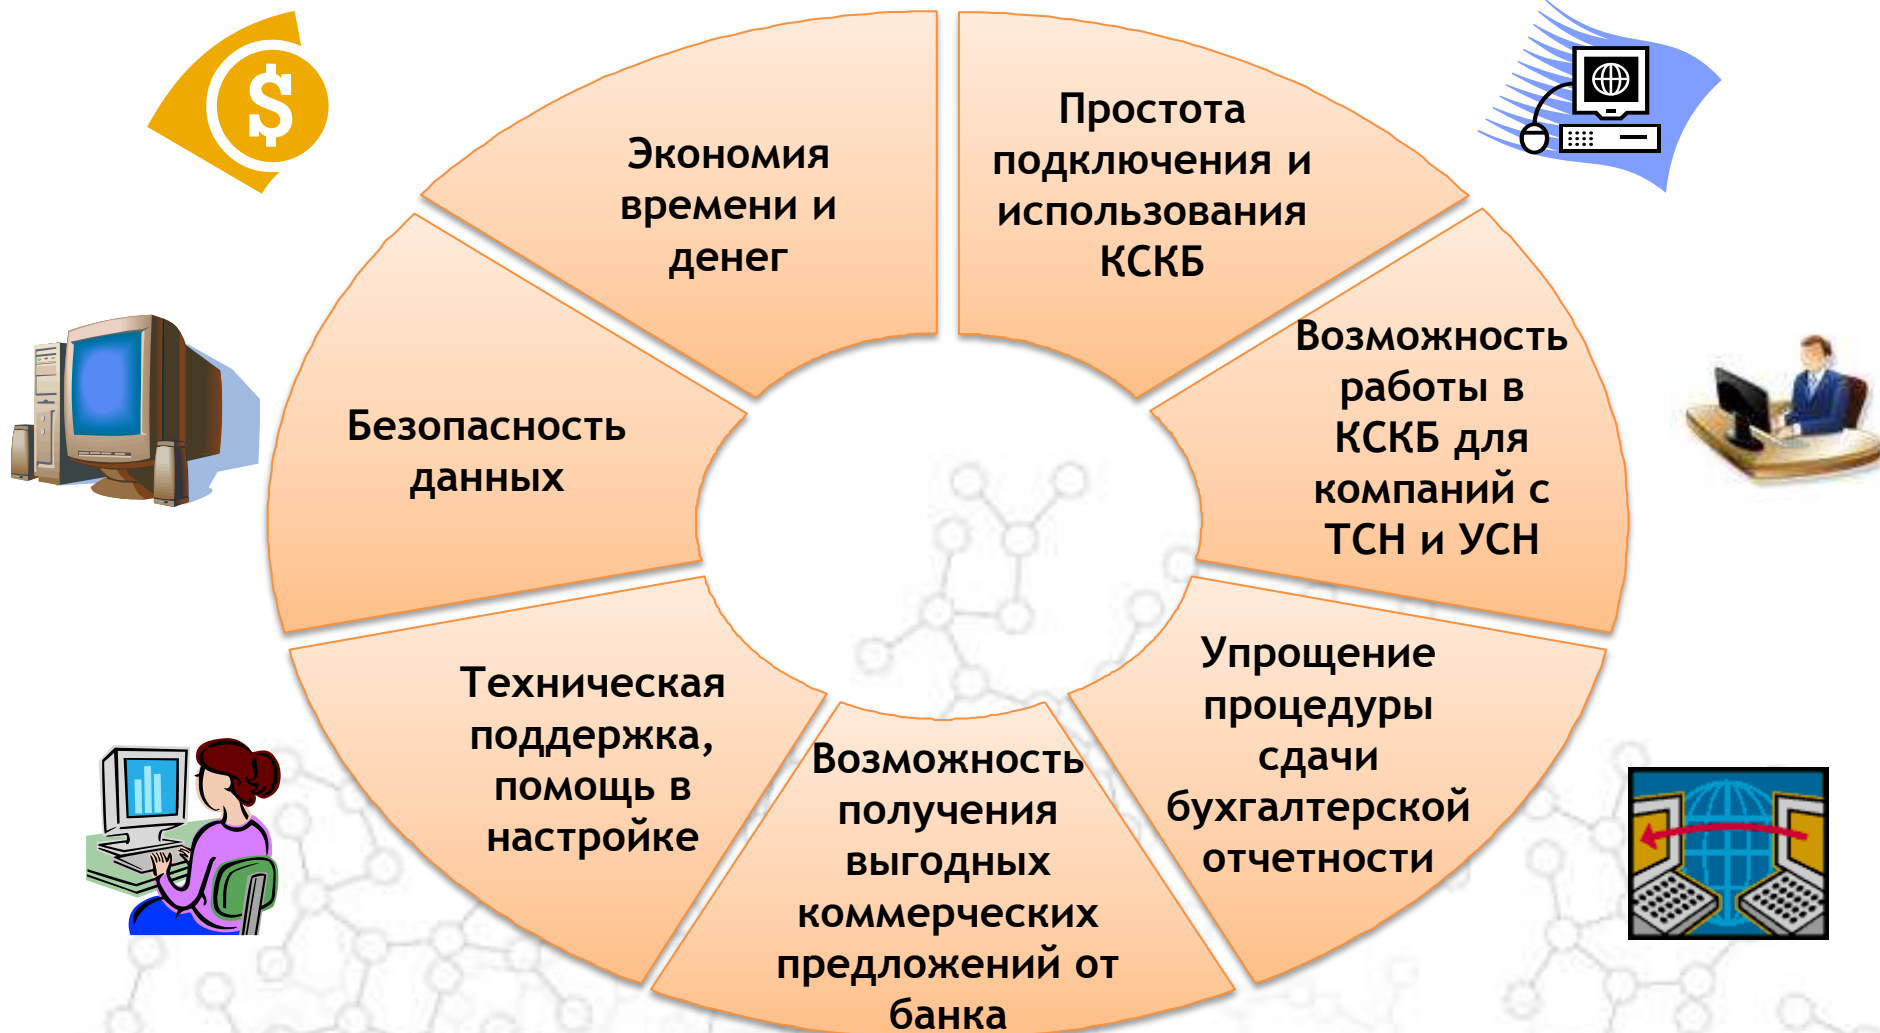 Экономия
времени и
денег
Простота
подключения и
использования
КСКБ
Возможность
работы в
КСКБ для
компаний с
ТСН и УСН
Упрощение
процедуры
сдачи
бухгалтерской
отчетности
Возможность
получения
выгодных
коммерческих
предложений от
банка
Техническая
поддержка,
помощь в
настройке
Безопасность
данных
$